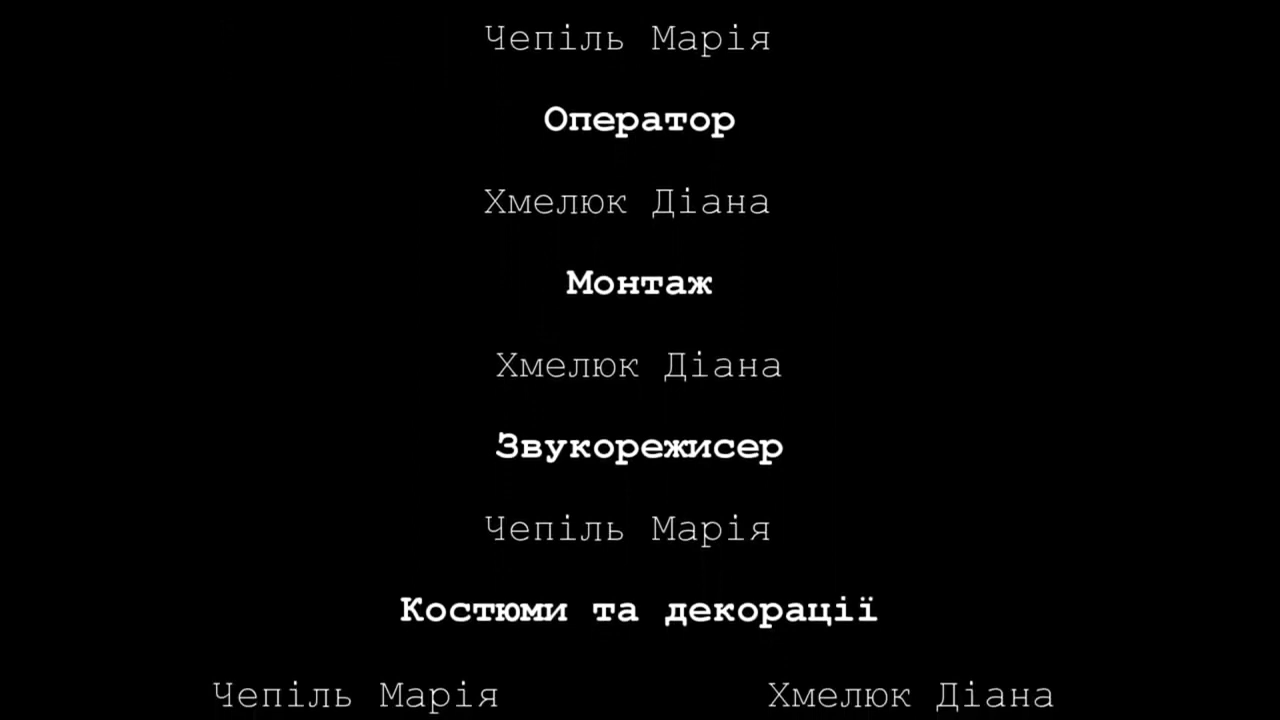 Чепіль Марія
Оператор
Хмелюк Діана
Монтаж
Хмелюк Діана
Звукорежисер
Чепіль Марія
Костюми та декорації
Чепіль Марія Хмелюк Діана